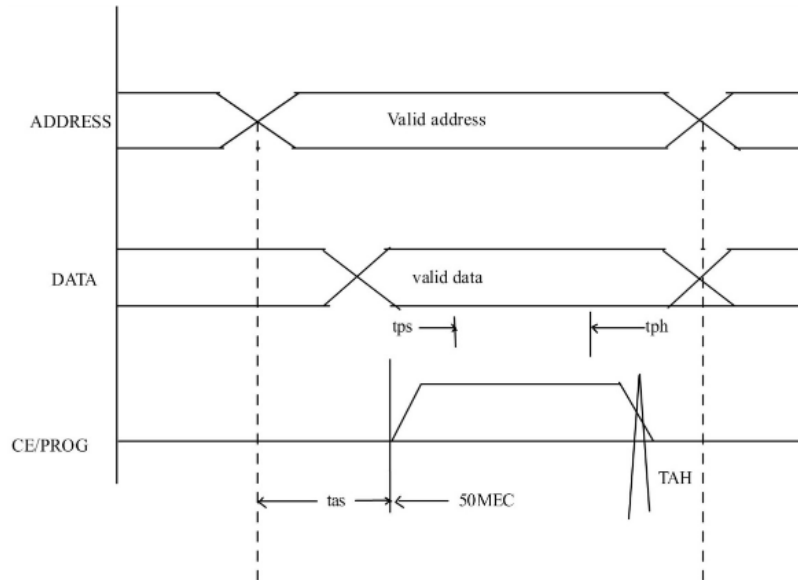 ADDRESS
Valid address
DATA
valid data
tps
tph
CE/PROG
TAH
tas
50MEC